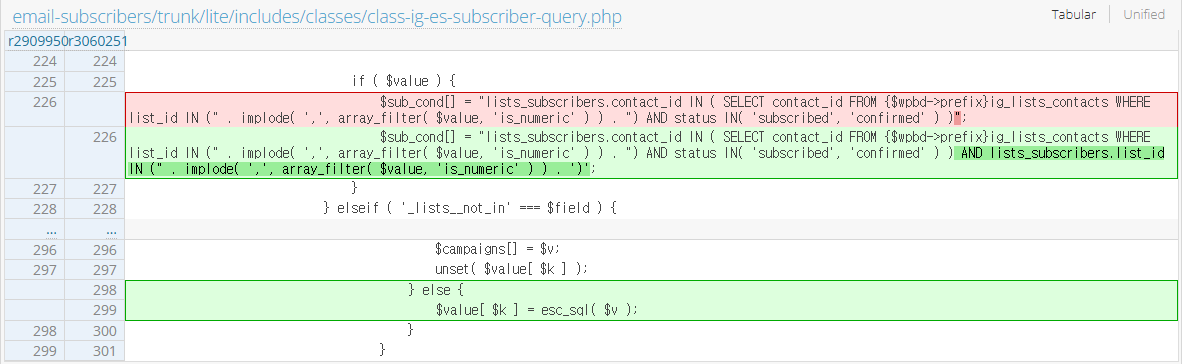 email-subscribers/trunk/lite/includes/classes/class-ig-es-subscriber-query.php Tabular Unified
r2909950r3060251
224 224
225 225 if ( $value ) {
226 $sub_cond[] = "lists_subscribers.contact_id IN ( SELECT contact_id FROM {$wpbd->prefix}ig_lists_contacts WHERE
list_id IN (" . implode( ',', array_filter( $value, 'is_numeric' ) ) . ") AND status IN( 'subscribed', 'confirmed' ) )";
226 $sub_cond[] = "lists_subscribers.contact_id IN ( SELECT contact_id FROM {$wpbd->prefix}ig_lists_contacts WHERE
list_id IN (" . implode( ',', array_filter( $value, 'is_numeric' ) ) . ") AND status IN( 'subscribed', 'confirmed' ) ) AND lists_subscribers.list_id
IN (" . implode( ',', array_filter( $value, 'is_numeric' ) ) . ')';
227 227 }
228 228 } elseif ( '_lists__not_in' === $field ) {
… …
296 296 $campaigns[] = $v;
297 297 unset( $value[ $k ] );
298 } else {
299 $value[ $k ] = esc_sql( $v );
298 300 }
299 301 }